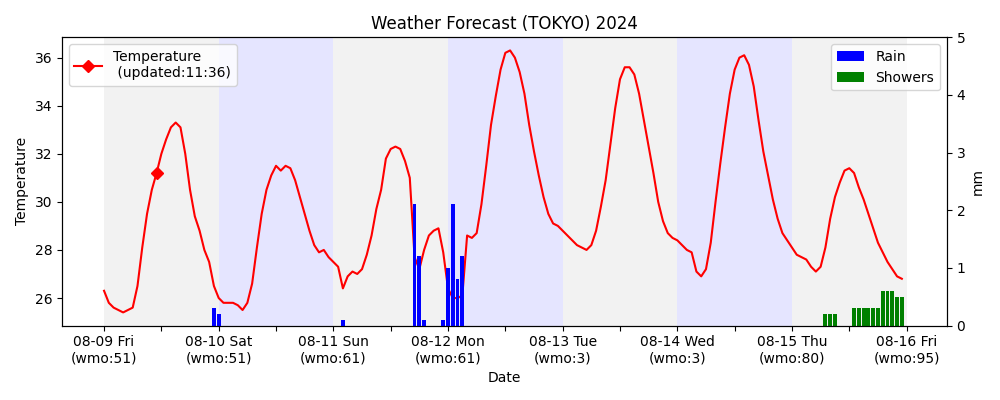 Weather Forecast (TOKYO) 2024
Temperature
(updated:11:36)
Rain
Showers
Temperature
36
34
32
30
28
26
5
4
3
2
1
0
mm
08-09 Fri
(wmo:51)
08-10 Sat
(wmo:51)
08-11 Sun
(wmo:61)
08-12 Mon
(wmo:61)
08-13 Tue
(wmo:3)
08-14 Wed
(wmo:3)
08-15 Thu
(wmo:80)
08-16 Fri
(wmo:95)
Date